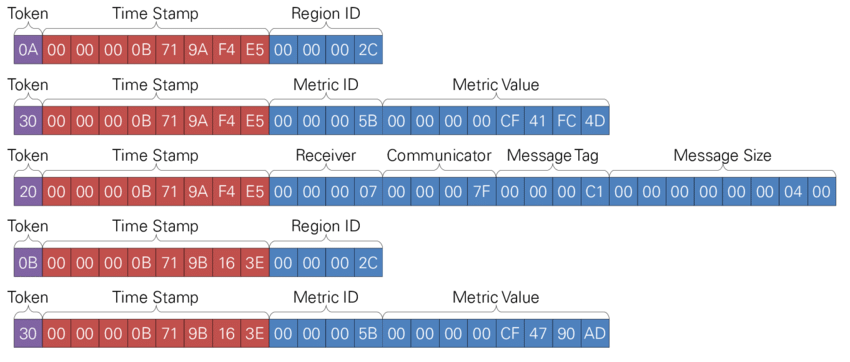 Token Time Stamp Region ID
0A 00 00 00 0B 71 9A F4 E5 00 00 00 2C
Token Time Stamp Metric ID Metric Value
30 00 00 00 0B 71 9A F4 E5 00 00 00 5B 00 00 00 00 CF 41 FC 4D
Token Time Stamp Receiver Communicator Message Tag Message Size
20 00 00 00 0B 71 9A F4 E5 00 00 00 07 00 00 00 7F 00 00 00 C1 00 00 00 00 00 00 04 00
Token Time Stamp Region ID
0B 00 00 00 0B 71 9B 16 3E 00 00 00 2C
Token Time Stamp Metric ID Metric Value
30 00 00 00 0B 71 9B 16 3E 00 00 00 5B 00 00 00 00 CF 47 90 AD